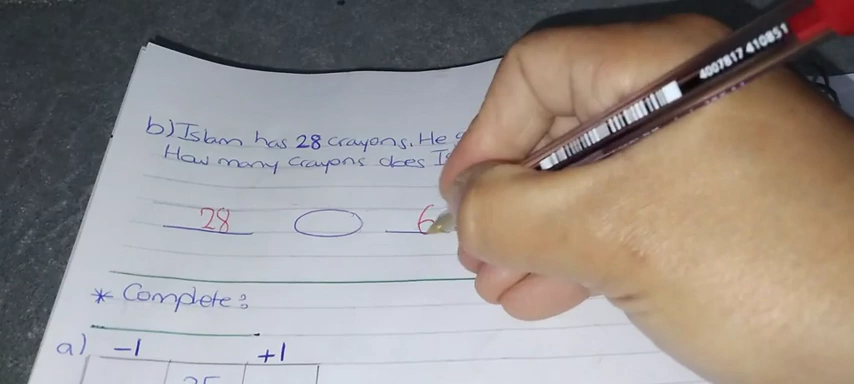 4007817 410851
b) Islam has 28 crayons. He
How many crayons does
28 6
* Complete:
a) -1 +1